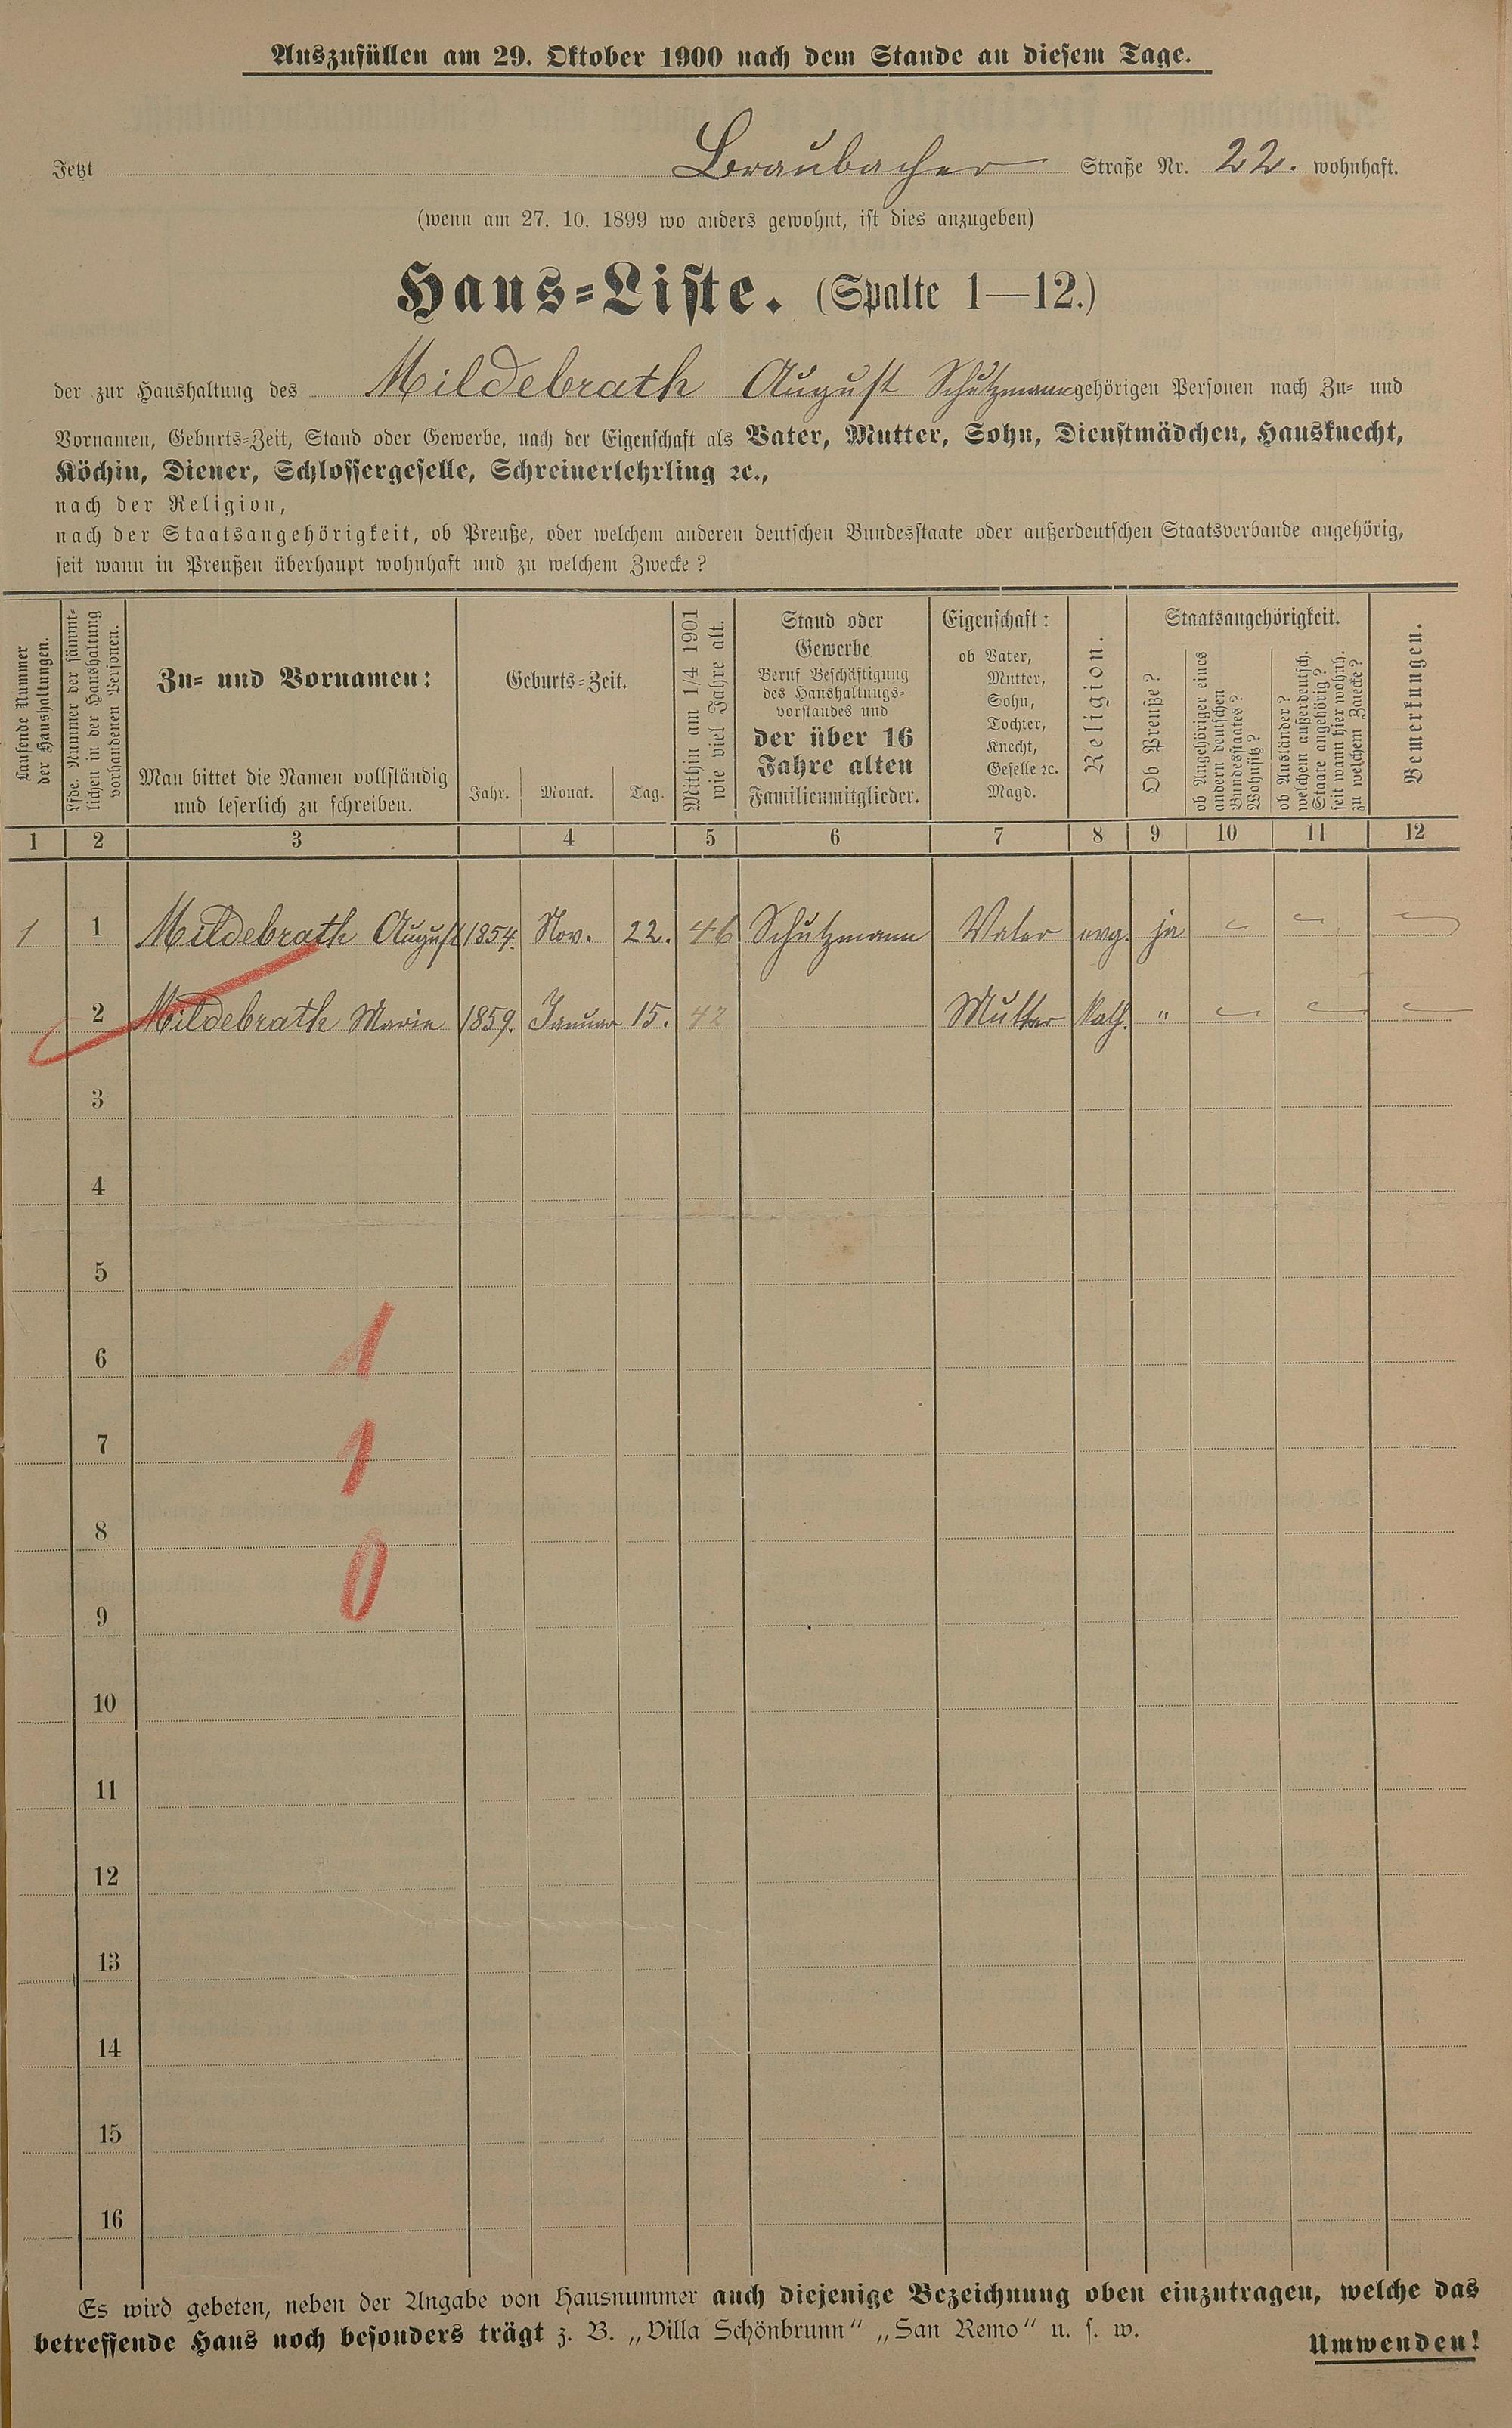 Auszufüllen am 29. Oktober 1900 nach dem Stande an diesem Tage.
Jetzt Braubacher Straße Nr. 22. wohnhaft.
(wenn am 27. 10. 1899 wo anders gewohnt, ist dies anzugeben)
Haus=Liste. (Spalte 1—12.)
der zur Haushaltung des Mildebrath August Schutzmann gehörigen Personen nach Zu= und
Vornamen, Geburts=Zeit, Stand oder Gewerbe, nach der Eigenschaft als Vater, Mutter, Sohn, Dienstmädchen, Hausknecht,
Köchin, Diener, Schlossergeselle, Schreinerlehrling ꝛc.,
nach der Religion,
nach der Staatsangehörigkeit, ob Preuße, oder welchem anderen deutschen Bundesstaate oder außerdeutschen Staatsverbande angehörig,
seit wann in Preußen überhaupt wohnhaft und zu welchem Zwecke?
Laufende Nummer
der Haushaltungen.
Lfde. Nummer der sämmt=
lichen in der Haushaltung
vorhandenen Personen.
Zu= und Vornamen:
Man bittet die Namen vollständig
und leserlich zu schreiben.
Geburts=Zeit.
Jahr. Monat. Tag.
Mithin am 1/4 1901
wie viel Jahre alt.
Stand oder
Gewerbe
Beruf Beschäftigung
des Haushaltungs=
vorstandes und
der über 16
Jahre alten
Familienmitglieder.
Eigenschaft:
ob Vater,
Mutter,
Sohn,
Tochter,
Knecht,
Geselle ꝛc.
Magd.
Religion.
Staatsangehörigkeit.
Ob Preuße?
ob Angehöriger eines
andern deutschen
Bundesstaates?
Wohnsitz?
ob Ausländer?
welchem außerdeutsch.
Staate angehörig?
seit wann hier wohnh.
zu welchem Zwecke?
Bemerkungen.
1 2 3 4 5 6 7 8 9 10 11 12
1 1 Mildebrath August 1854. Nov. 22. 46 Schutzmann Vater evg. ja
2 Mildebrath Marie 1859. Januar 15. 42 Mutter Kath. "
3
4
5
6 1
7 1
8
0
9
10
11
12
13
14
15
16
Es wird gebeten, neben der Angabe von Hausnummer auch diejenige Bezeichnung oben einzutragen, welche das
betreffende Haus noch besonders trägt z. B. „Villa Schönbrunn“ „San Remo“ u. s. w.
Umwenden!